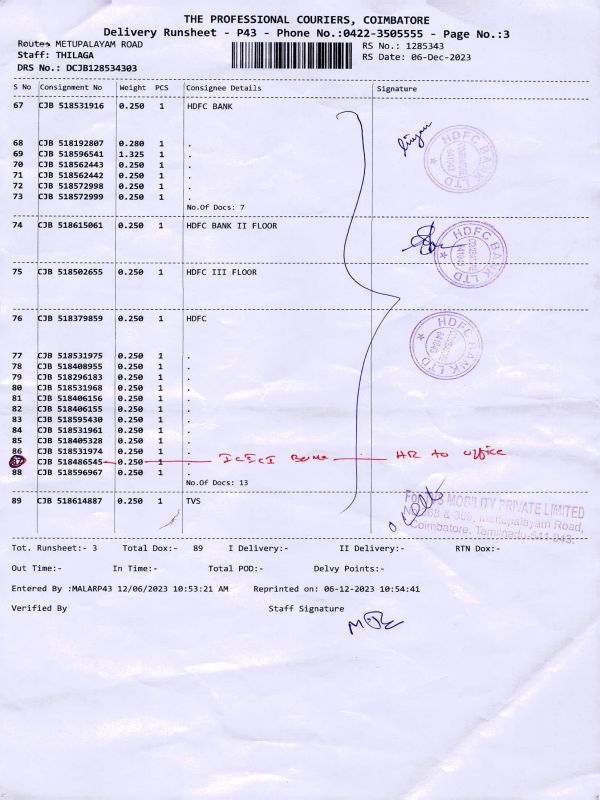 THE PROFESSIONAL COURIERS, COIMBATORE
Delivery Runsheet - P43 - Phone No.:0422-3505555 - Page No.:3
Route: METUPALAYAM ROAD
RS No.: 1285343
Staff: THILAGA
RS Date: 06-Dec-2023
DRS No.: DCJB128534303
S No Consignment No Weight PCS Consignee Details Signature
67 CJB 518531916 0.250 1 HDFC BANK
68 CJB 518192807 0.280 1 .
69 CJB 518596541 1.325 1 .
70 CJB 518562443 0.250 1 .
71 CJB 518562442 0.250 1 .
72 CJB 518572998 0.250 1 .
73 CJB 518572999 0.250 1 .
No.Of Docs: 7
HDFC BANK LTD
74 CJB 518615061 0.250 1 HDFC BANK II FLOOR
HDFC BANK LTD
75 CJB 518502655 0.250 1 HDFC III FLOOR
76 CJB 518379859 0.250 1 HDFC
HDFC BANK LTD
77 CJB 518531975 0.250 1 .
78 CJB 518408955 0.250 1 .
79 CJB 518296183 0.250 1 .
80 CJB 518531968 0.250 1 .
81 CJB 518406156 0.250 1 .
82 CJB 518406155 0.250 1 .
83 CJB 518595430 0.250 1 .
84 CJB 518531961 0.250 1 .
85 CJB 518405328 0.250 1 .
86 CJB 518531974 0.250 1 .
87 CJB 518486545 0.250 1 . ICICI HR to office
88 CJB 518596967 0.250 1 .
No.Of Docs: 13
89 CJB 518614887 0.250 1 TVS
MOBILITY PRIVATE LIMITED
Mettupalayam Road,
Coimbatore, Tamilnadu-641 043.
Tot. Runsheet:- 3 Total Dox:- 89 I Delivery:- II Delivery:- RTN Dox:-
Out Time:- In Time:- Total POD:- Delvy Points:-
Entered By :MALARP43 12/06/2023 10:53:21 AM Reprinted on: 06-12-2023 10:54:41
Verified By Staff Signature